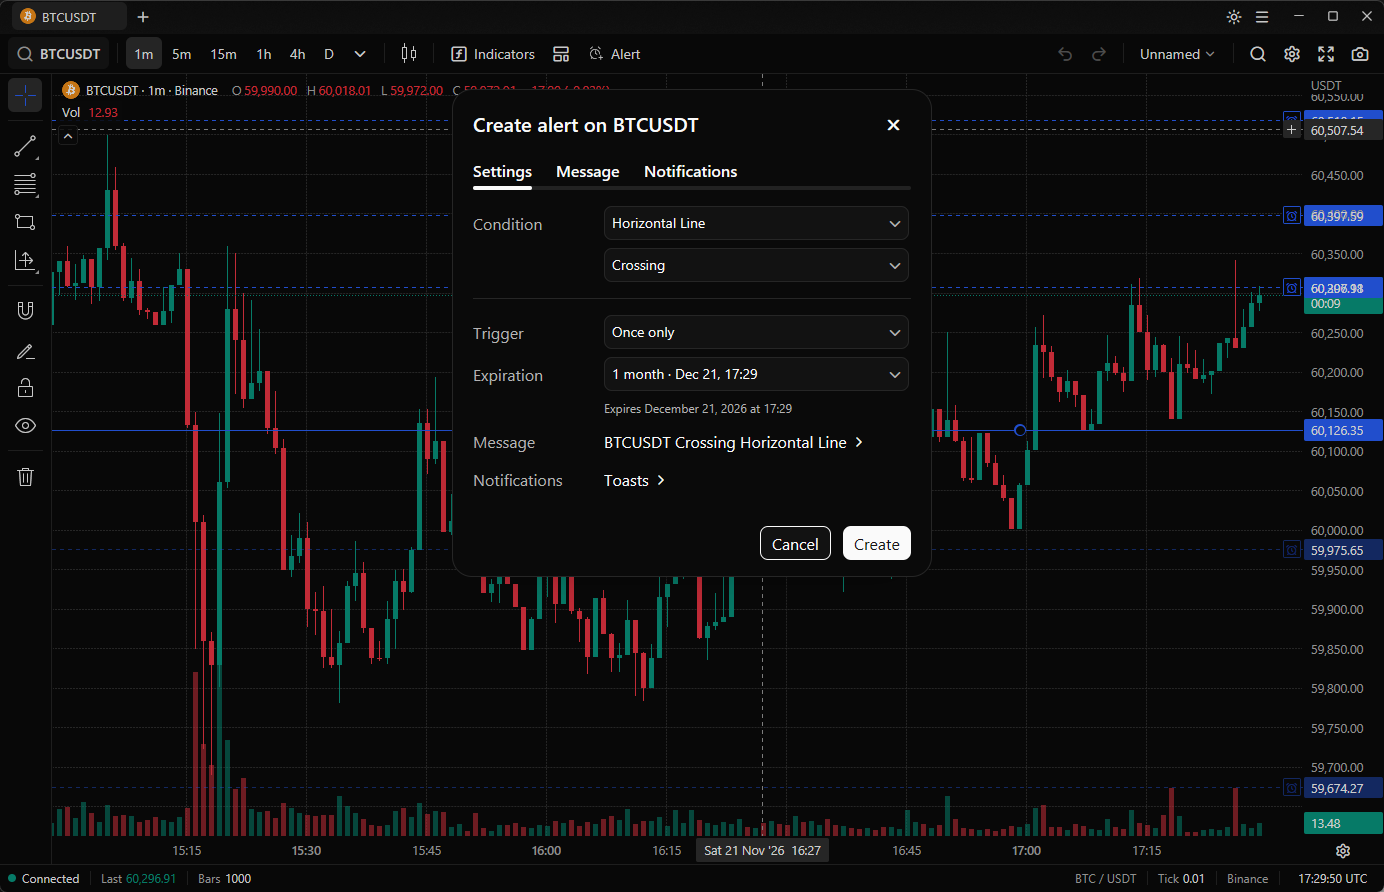 BTCUSDT
BTCUSDT 1m 5m 15m 1h 4h D Indicators Alert Unnamed
BTCUSDT · 1m · Binance O 59,990.00 H 60,018.01 L 59,972.00 C
Vol 12.93
USDT
60,550.00
60,507.54
60,450.00
60,397.59
60,350.00
00:09
60,250.00
60,200.00
60,150.00
60,126.35
60,100.00
60,050.00
60,000.00
59,975.65
59,950.00
59,900.00
59,850.00
59,800.00
59,750.00
59,700.00
59,674.27
13.48
Create alert on BTCUSDT
Settings Message Notifications
Condition Horizontal Line
Crossing
Trigger Once only
Expiration 1 month · Dec 21, 17:29
Expires December 21, 2026 at 17:29
Message BTCUSDT Crossing Horizontal Line
Notifications Toasts
Cancel Create
15:15 15:30 15:45 16:00 16:15 Sat 21 Nov '26 16:27 16:45 17:00 17:15
Connected Last 60,296.91 Bars 1000 BTC / USDT Tick 0.01 Binance 17:29:50 UTC